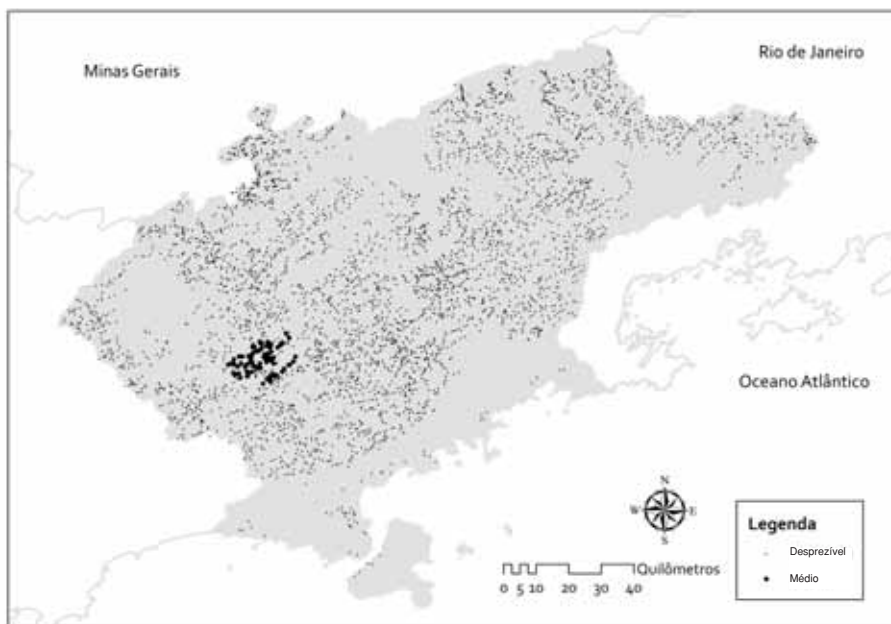 Minas Gerais
Rio de Janeiro
Oceano Atlântico
N
W E
S
Quilômetros
0 5 10 20 30 40
Legenda
Desprezível
Médio